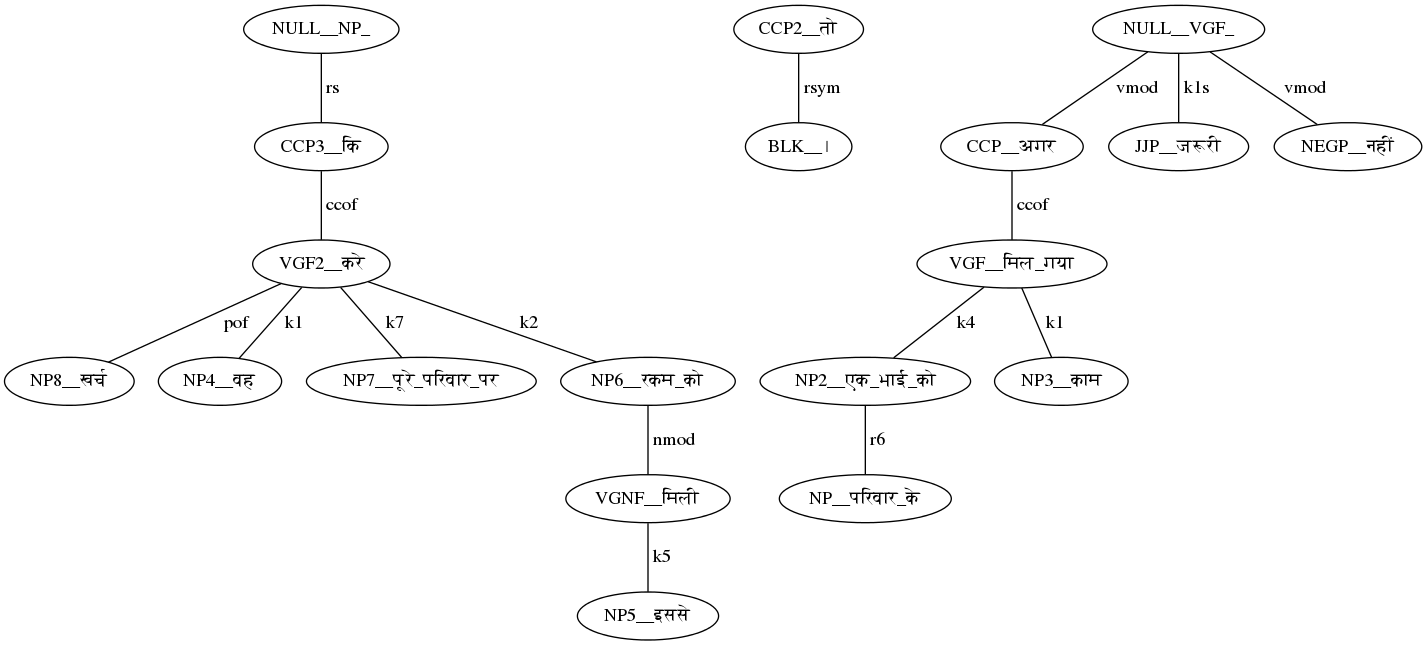 NULL__NP_ CCP2__तो NULL__VGF_
rs rsym vmod k1s vmod
CCP3__कि BLK__। CCP__अगर JJP__जरूरी NEGP__नहीं
ccof ccof
VGF2__करे VGF__मिल_गया
pof k1 k7 k2 k4 k1
NP8__खर्च NP4__वह NP7__पूरे_परिवार_पर NP6__रकम_को NP2__एक_भाई_को NP3__काम
nmod r6
VGNF__मिली NP__परिवार_के
k5
NP5__इससे